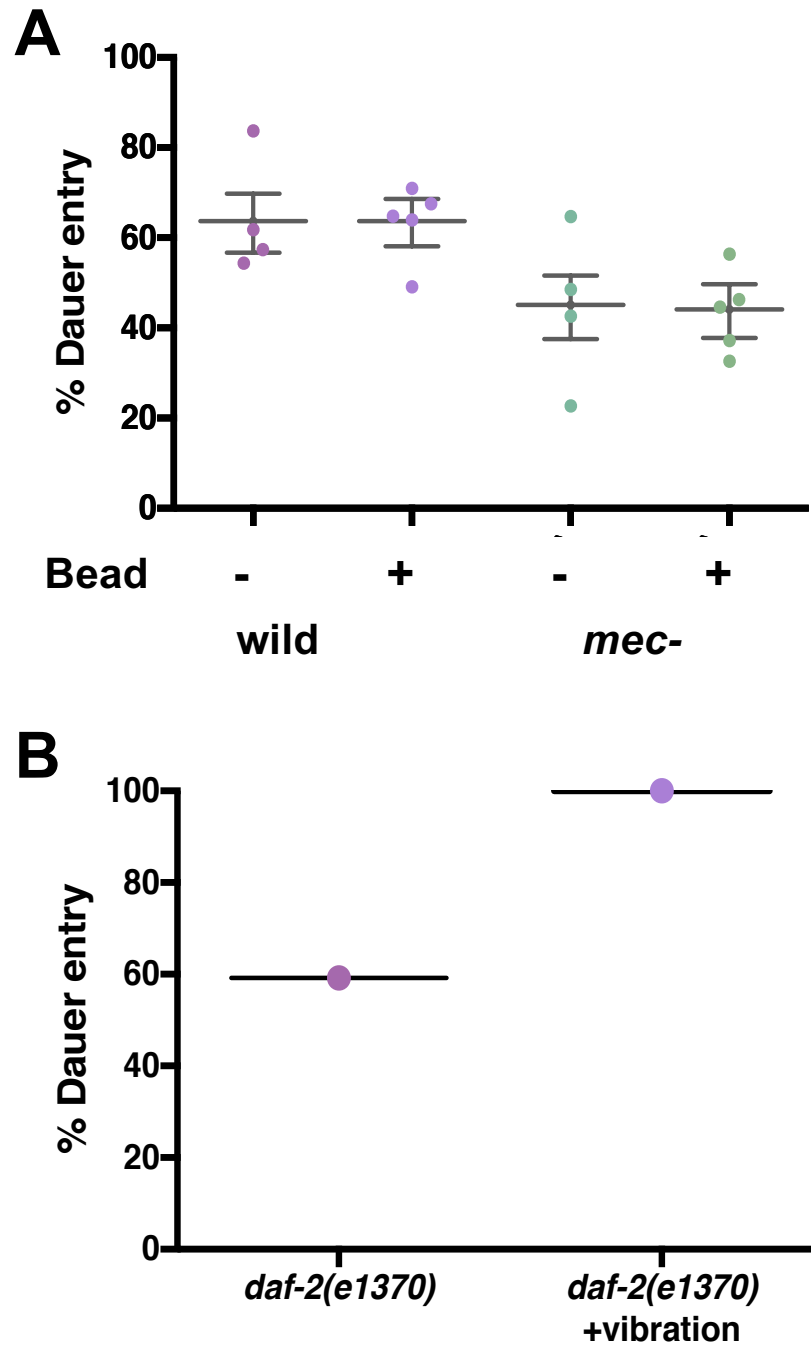 A
% Dauer entry
100
80
60
40
20
0
Bead - + - +
wild mec-
B
% Dauer entry
100
80
60
40
20
0
daf-2(e1370) daf-2(e1370)
+vibration